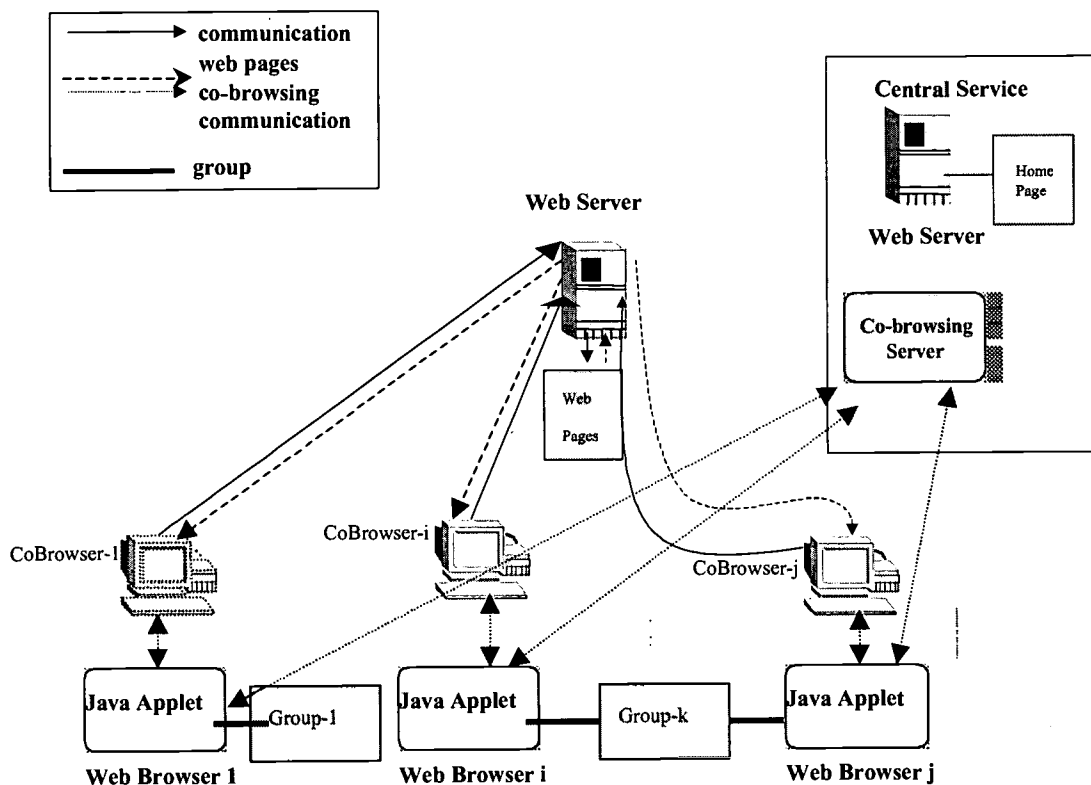 communication
web pages
co-browsing
communication
group
Central Service
Home
Page
Web Server
Web Server
Co-browsing
Server
Web
Pages
CoBrowser-1
CoBrowser-i
CoBrowser-j
Java Applet
Group-1
Java Applet
Group-k
Java Applet
Web Browser 1
Web Browser i
Web Browser j